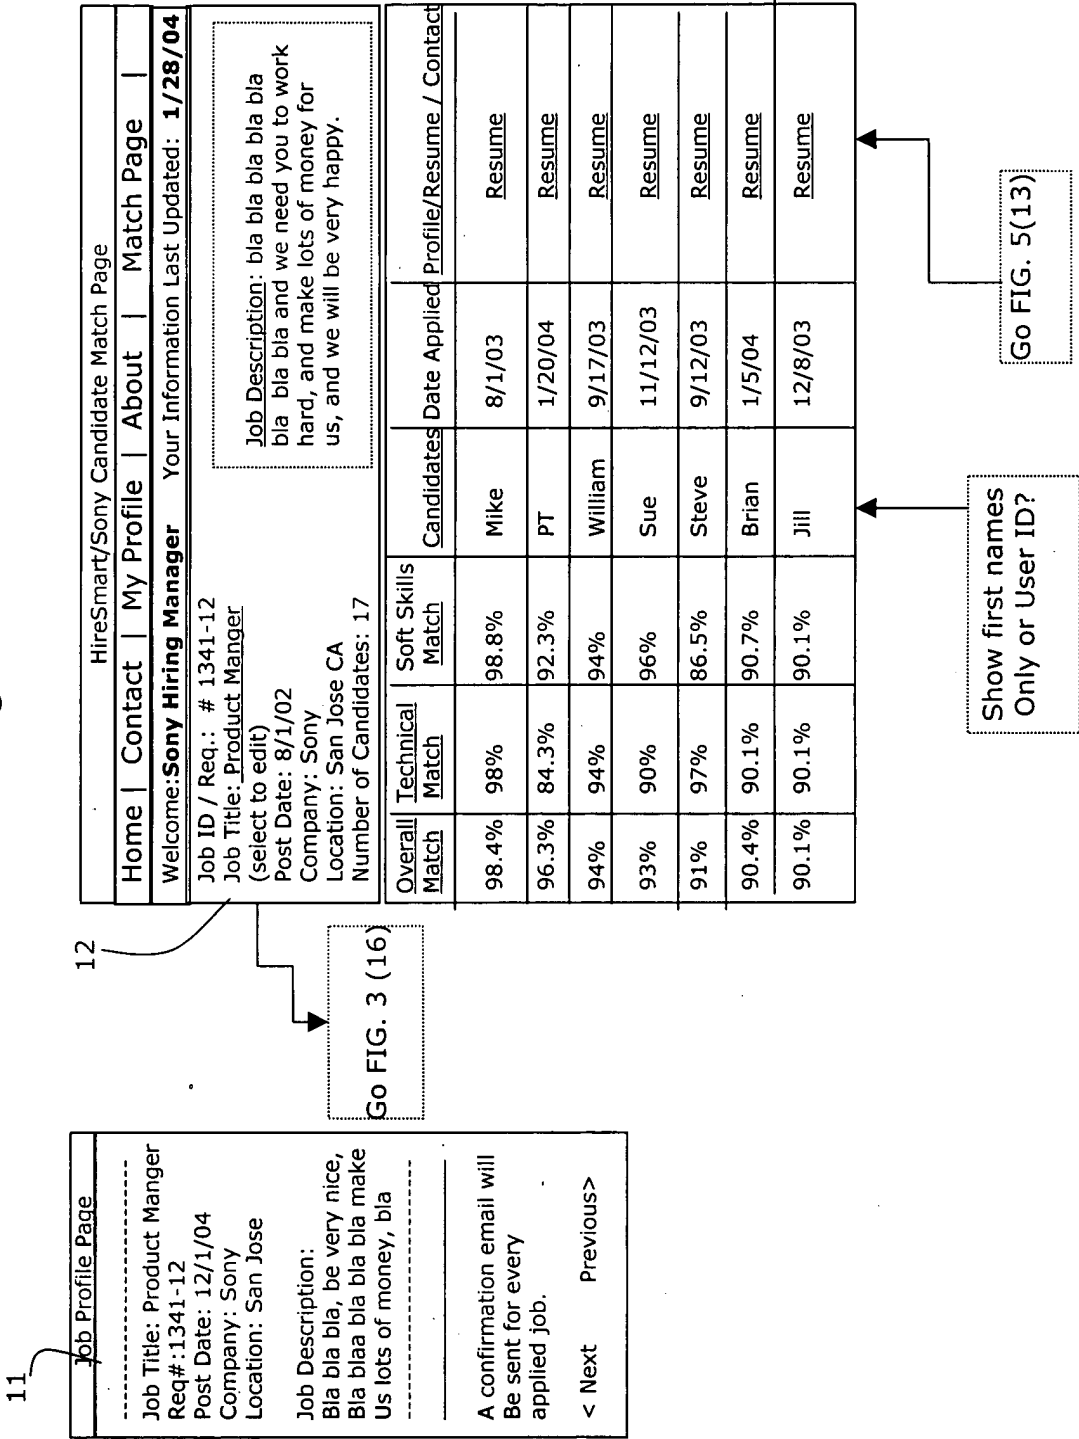 11
Job Profile Page
Job Title: Product Manger
Req#:1341-12
Post Date: 12/1/04
Company: Sony
Location: San Jose
Job Description:
Bla bla bla, be very nice,
Bla blaa bla bla bla make
Us lots of money, bla
A confirmation email will
Be sent for every
applied job.
< Next Previous>
12
HireSmart/Sony Candidate Match Page
Home | Contact | My Profile | About | Match Page |
Welcome:Sony Hiring Manager Your Information Last Updated: 1/28/04
Job ID / Req.: # 1341-12
Job Title: Product Manger
(select to edit)
Post Date: 8/1/02
Company: Sony
Location: San Jose CA
Number of Candidates: 17
Job Description: bla bla bla bla bla
bla bla bla and we need you to work
hard, and make lots of money for
us, and we will be very happy.
Overall Match Technical Match Soft Skills Match Candidates Date Applied Profile/Resume / Contact
98.4% 98% 98.8% Mike 8/1/03 Resume
96.3% 84.3% 92.3% PT 1/20/04 Resume
94% 94% 94% William 9/17/03 Resume
93% 90% 96% Sue 11/12/03 Resume
91% 97% 86.5% Steve 9/12/03 Resume
90.4% 90.1% 90.7% Brian 1/5/04 Resume
90.1% 90.1% 90.1% Jill 12/8/03 Resume
Go FIG. 3 (16)
Show first names
Only or User ID?
Go FIG. 5(13)